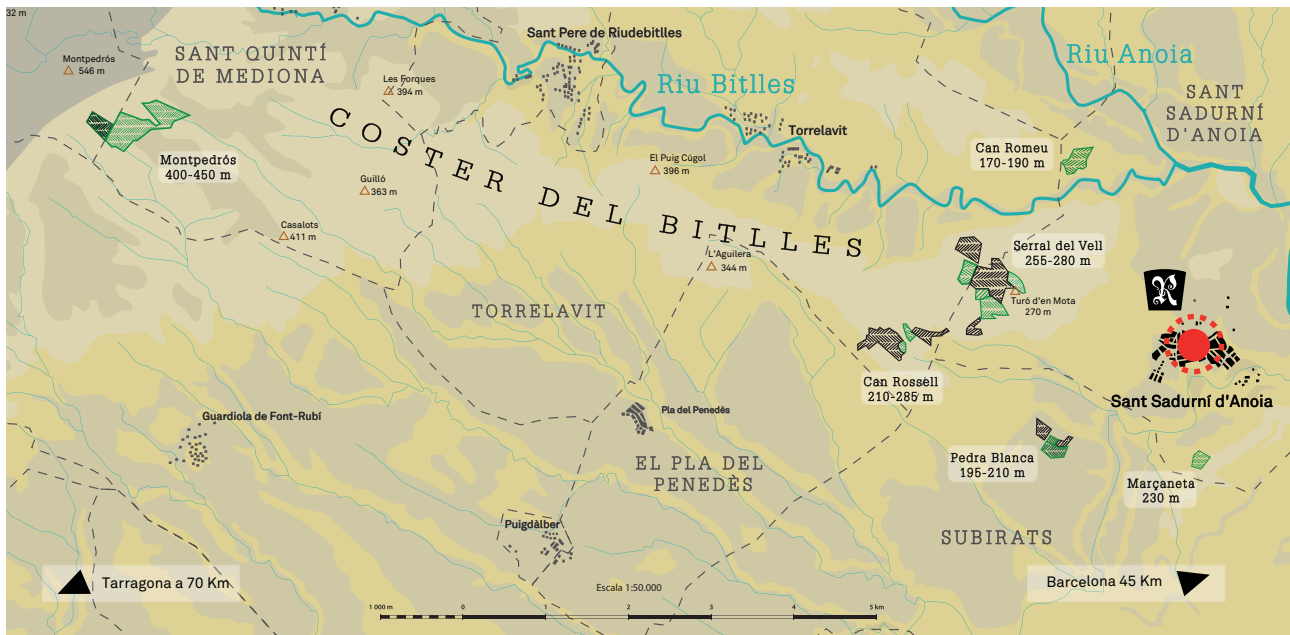 32 m
Montpedrós
546 m
SANT QUINTÍ
DE MEDIONA
Les Forques
394 m
Sant Pere de Riudebitlles
Riu Bitlles
Riu Anoia
SANT
SADURNÍ
D'ANOIA
Torrelavit
Montpedrós
400-450 m
COSTER DEL BITLLES
Guilló
363 m
El Puig Cúgol
396 m
Can Romeu
170-190 m
Casalots
411 m
L'Aguilera
344 m
Serral del Vell
255-280 m
Turó d'en Mota
270 m
R
TORRELAVIT
Can Rossell
210-285 m
Sant Sadurní d'Anoia
Guardiola de Font-Rubí
Pla del Penedès
EL PLA DEL
PENEDÈS
Pedra Blanca
195-210 m
Marçaneta
230 m
Puigdàlber
SUBIRATS
Tarragona a 70 Km
Barcelona 45 Km
Escala 1:50.000
1 000 m 0 1 2 3 4 5 km